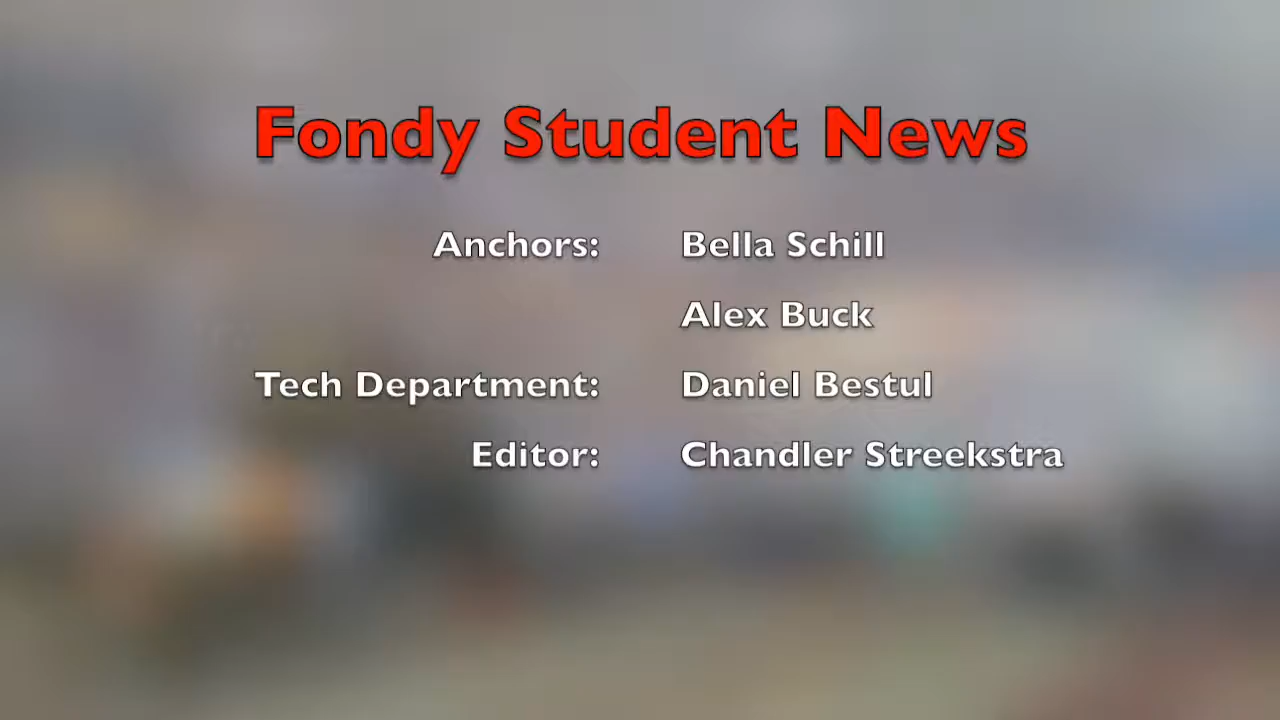 Fondy Student News
Anchors: Bella Schill
Alex Buck
Tech Department: Daniel Bestul
Editor: Chandler Streekstra